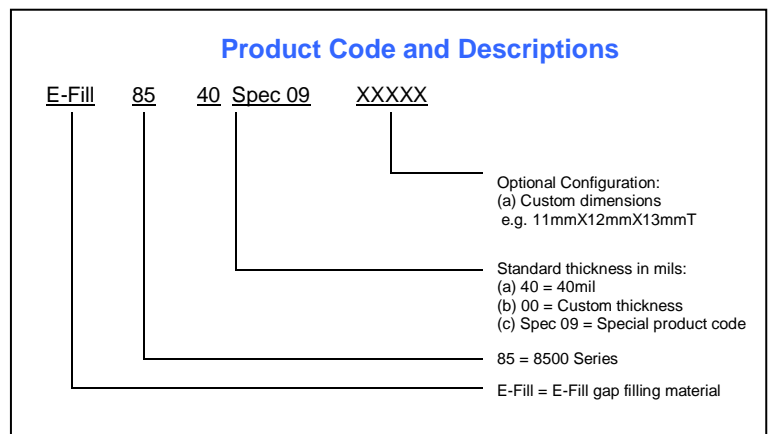 Product Code and Descriptions
E-Fill 85 40 Spec 09 XXXXX
Optional Configuration:
(a) Custom dimensions
e.g. 11mmX12mmX13mmT
Standard thickness in mils:
(a) 40 = 40mil
(b) 00 = Custom thickness
(c) Spec 09 = Special product code
85 = 8500 Series
E-Fill = E-Fill gap filling material